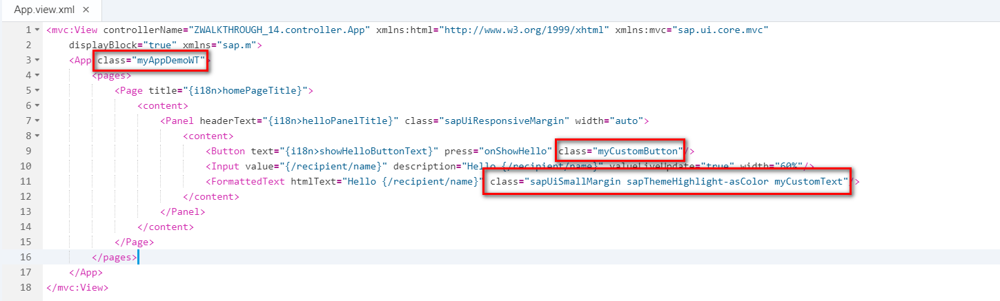 App.view.xml ×
1 <mvc:View controllerName="ZWALKTHROUGH_14.controller.App" xmlns:html="http://www.w3.org/1999/xhtml" xmlns:mvc="sap.ui.core.mvc"
2 displayBlock="true" xmlns="sap.m">
3 <App class="myAppDemoWT">
4 <pages>
5 <Page title="{i18n>homePageTitle}">
6 <content>
7 <Panel headerText="{i18n>helloPanelTitle}" class="sapUiResponsiveMargin" width="auto">
8 <content>
9 <Button text="{i18n>showHelloButtonText}" press="onShowHello" class="myCustomButton"/>
10 <Input value="{/recipient/name}" description="Hello {/recipient/name}" valueLiveUpdate="true" width="60%"/>
11 <FormattedText htmlText="Hello {/recipient/name}" class="sapUiSmallMargin sapThemeHighlight-asColor myCustomText"/>
12 </content>
13 </Panel>
14 </content>
15 </Page>
16 </pages>
17 </App>
18 </mvc:View>